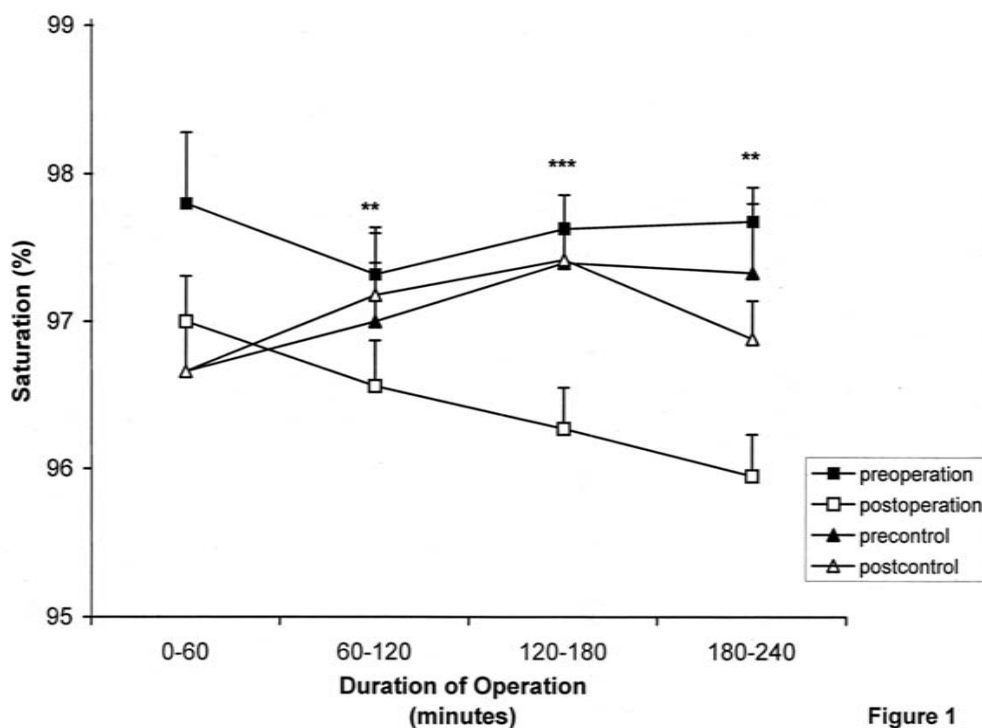 99
98
97
96
95
Saturation (%)
**
***
**
0-60 60-120 120-180 180-240
Duration of Operation
(minutes)
preoperation
postoperation
precontrol
postcontrol
Figure 1